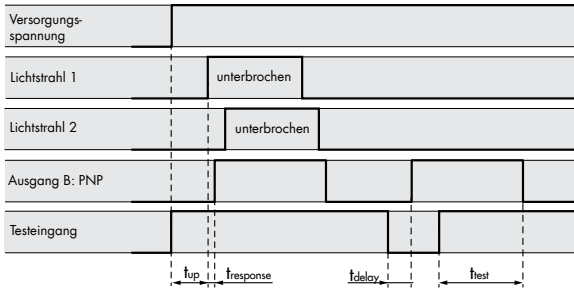 Versorgungs-
spannung
Lichtstrahl 1
unterbrochen
Lichtstrahl 2
unterbrochen
Ausgang B: PNP
Testeingang
tup
tresponse
tdelay
ttest